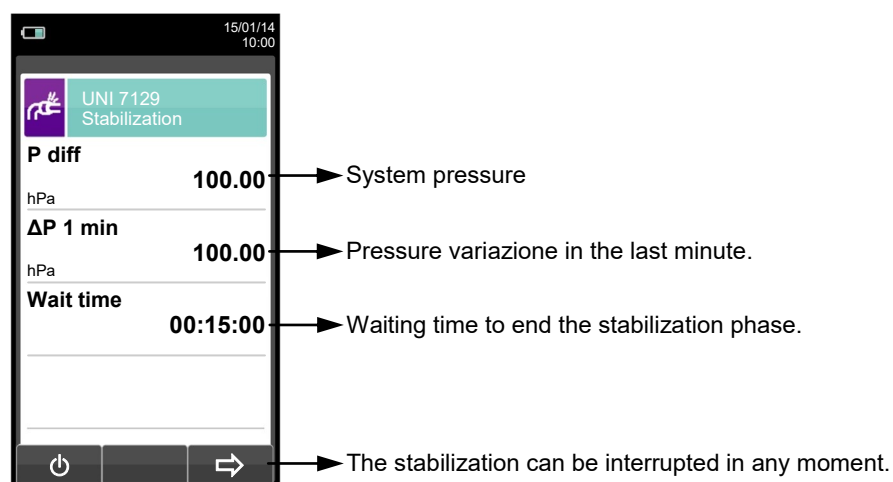 15/01/14
10:00
UNI 7129
Stabilization
P diff
100.00
hPa
System pressure
ΔP 1 min
100.00
hPa
Pressure variazione in the last minute.
Wait time
00:15:00
Waiting time to end the stabilization phase.
The stabilization can be interrupted in any moment.